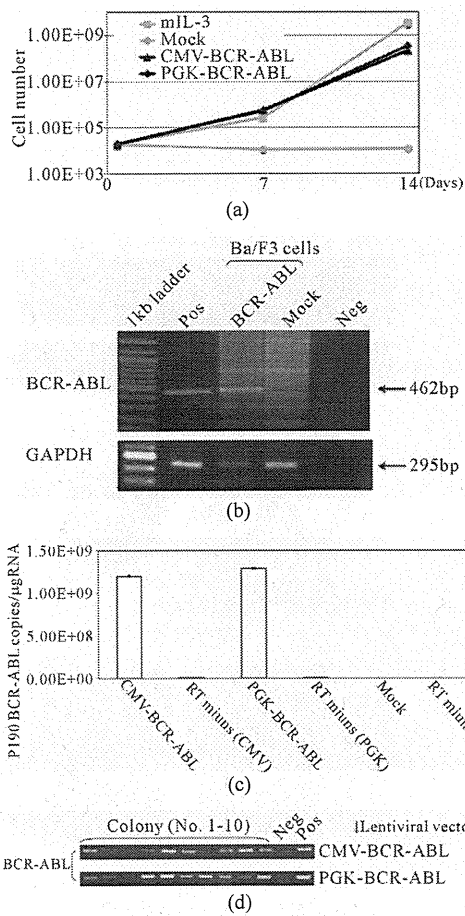 mIL-3
Mock
CMV-BCR-ABL
PGK-BCR-ABL
Cell number
1.00E+09
1.00E+07
1.00E+05
1.00E+03
0
7
14(Days)
(a)
Ba/F3 cells
1kb ladder
Pos
BCR-ABL
Mock
Neg
BCR-ABL
462bp
GAPDH
295bp
(b)
P190 BCR-ABL copies/μgRNA
1.50E+09
1.00E+09
5.00E+08
0.00E+00
CMV-BCR-ABL
RT miuns (CMV)
PGK-BCR-ABL
RT miuns (PGK)
Mock
RT miuns
(c)
Colony (No. 1-10)
Neg
Pos
[Lentiviral vecto
BCR-ABL
CMV-BCR-ABL
PGK-BCR-ABL
(d)